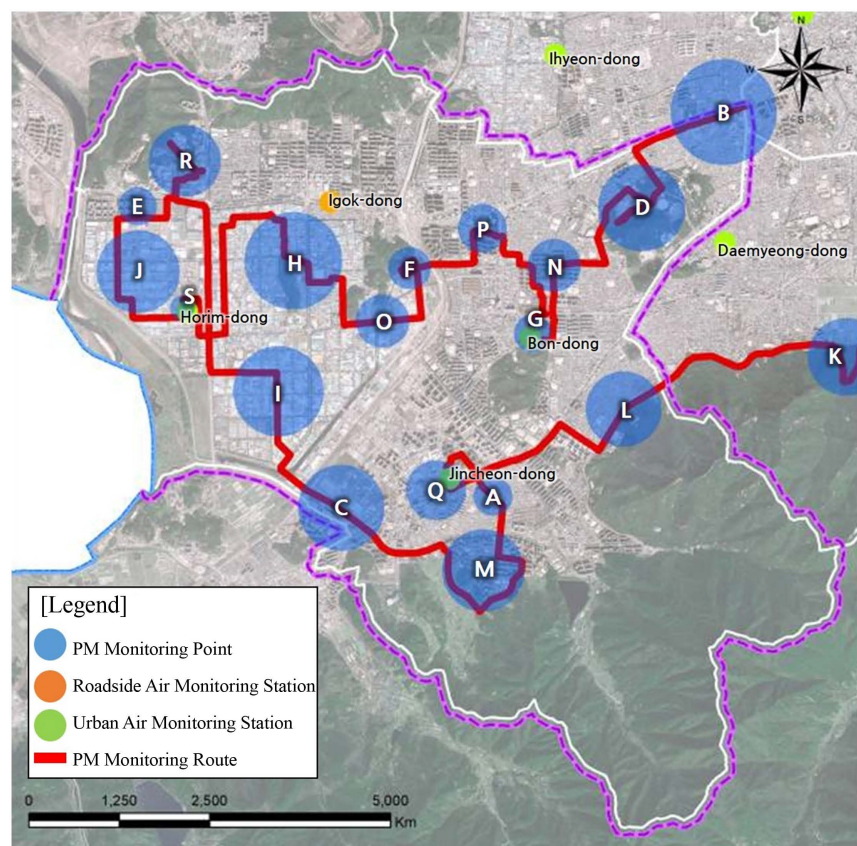 N
W
E
S
Ihyeon-dong
B
R
Igok-dong
E
D
P
Daemyeong-dong
J
H
F
N
S
Horim-dong
O
G
Bon-dong
K
I
L
Jincheon-dong
Q
A
C
M
[Legend]
PM Monitoring Point
Roadside Air Monitoring Station
Urban Air Monitoring Station
PM Monitoring Route
0 1,250 2,500 5,000
Km